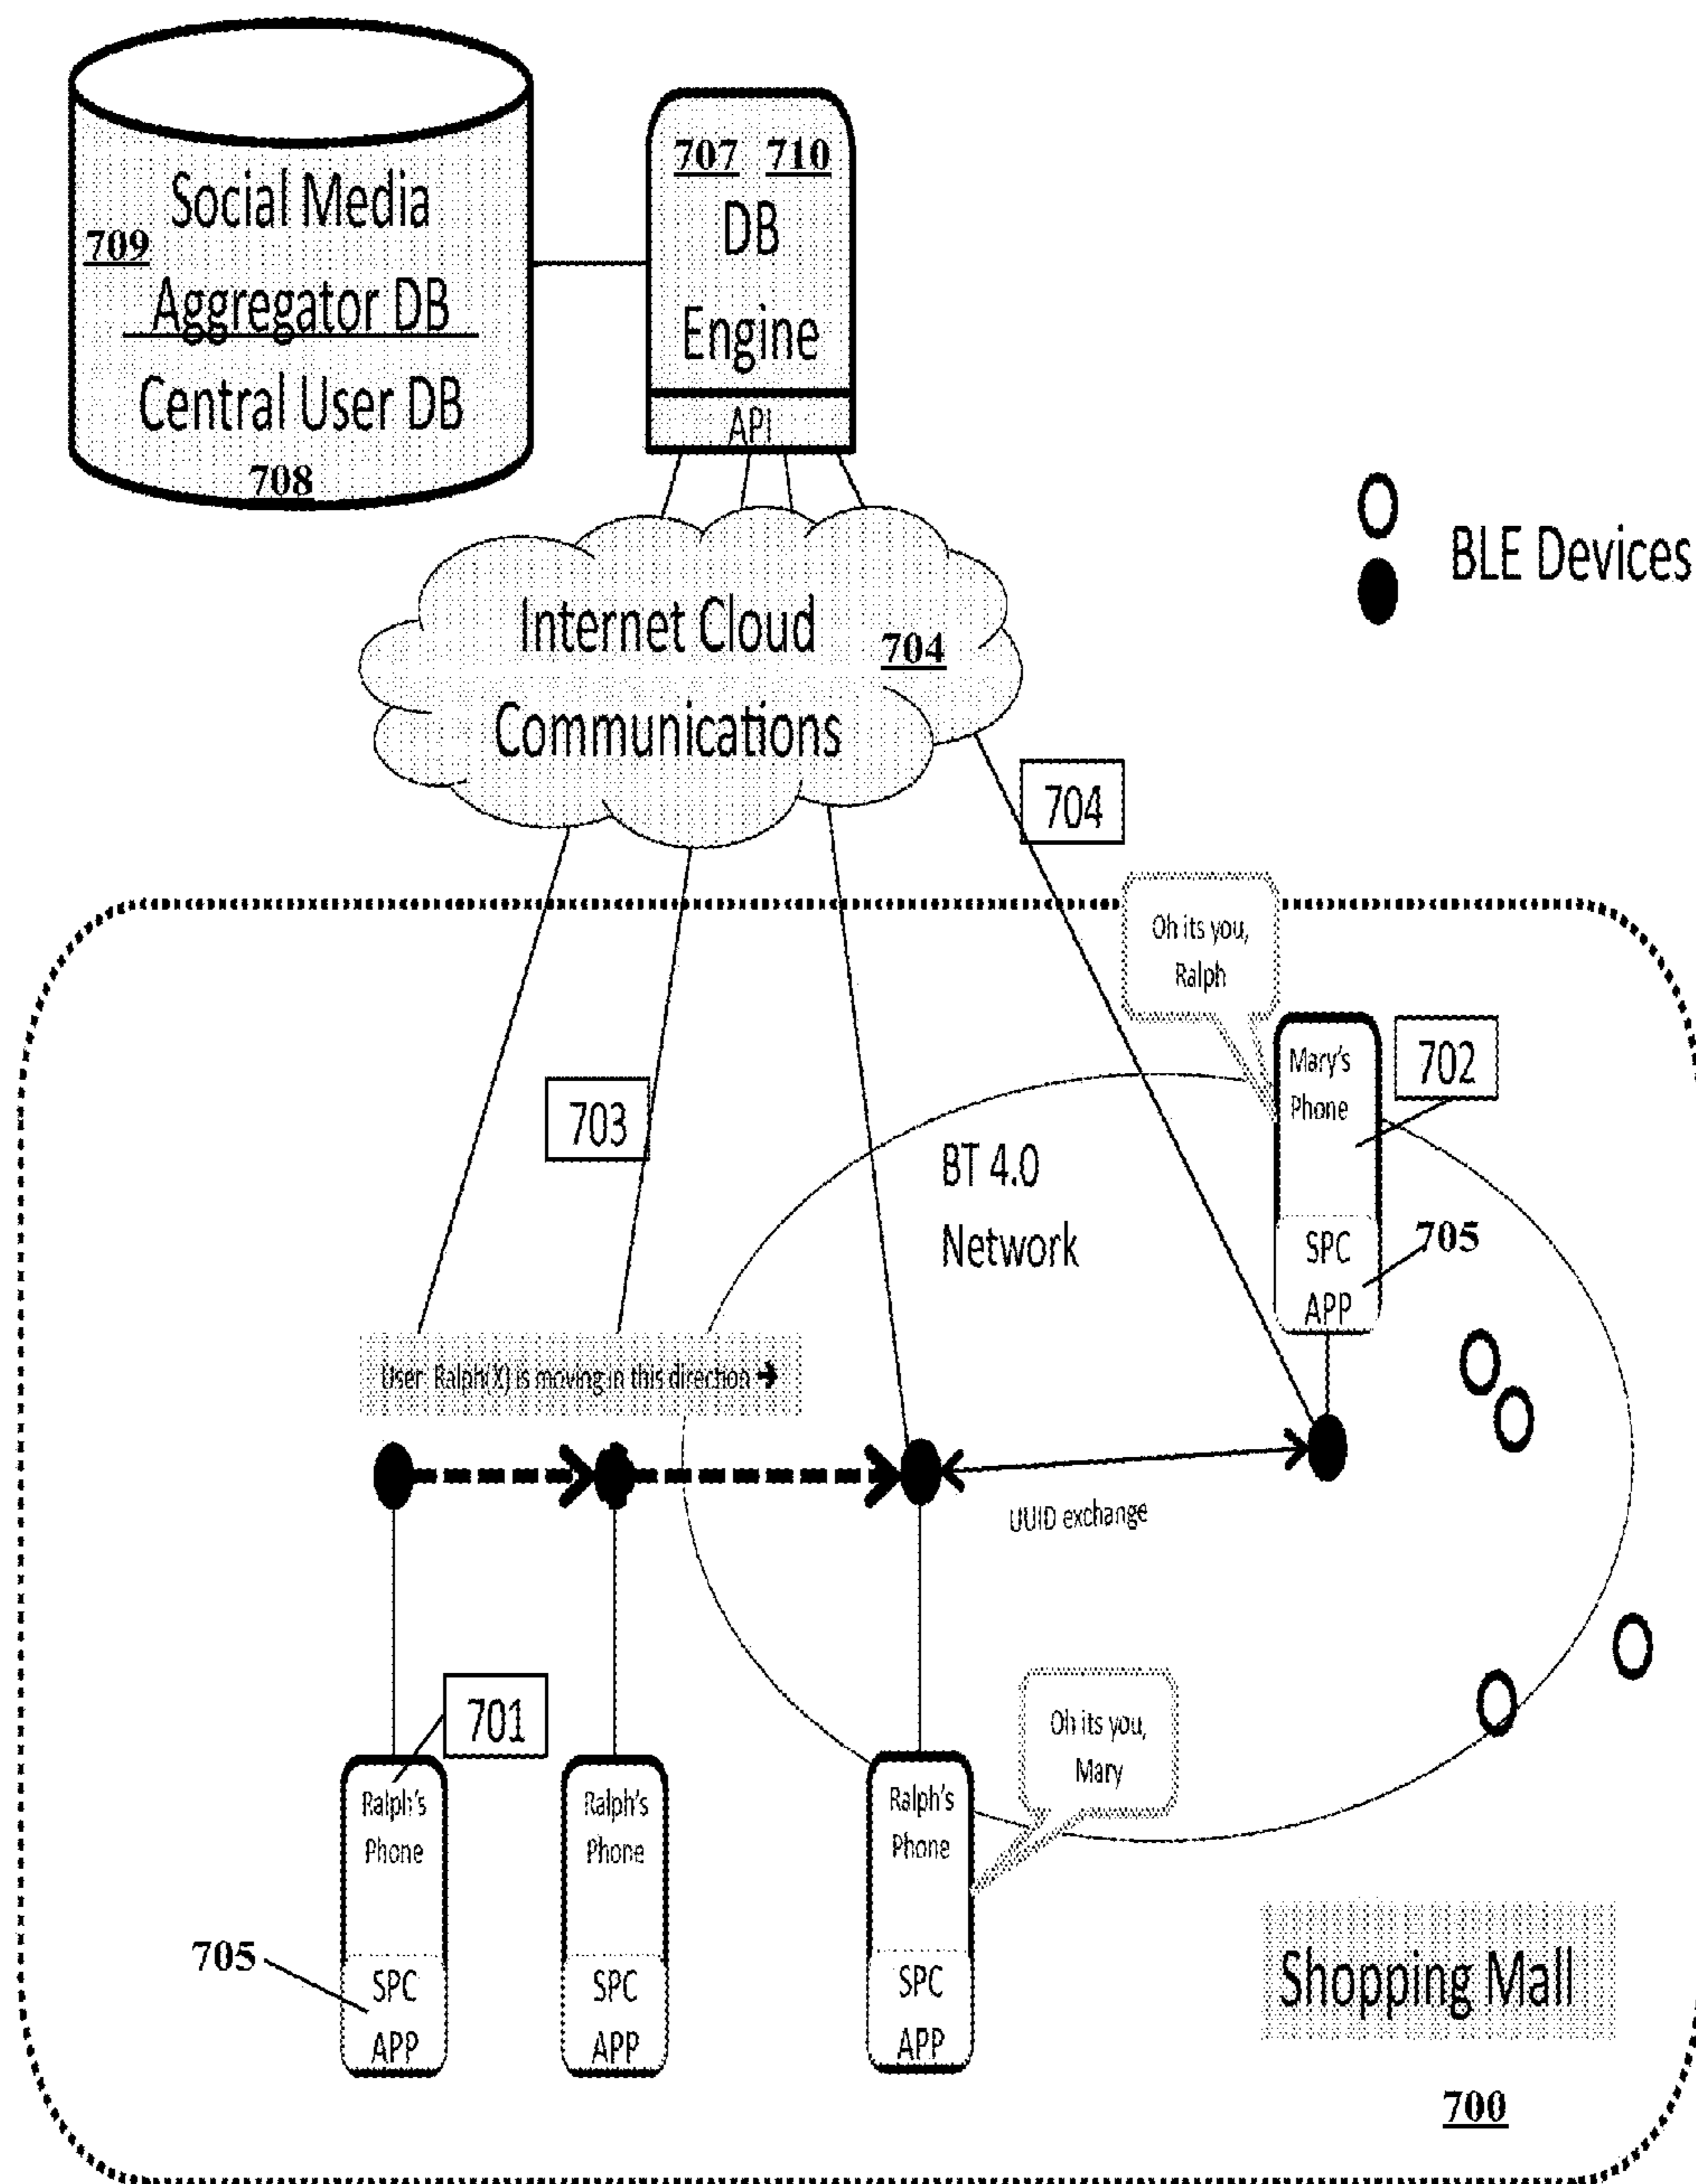 707 710
Social Media
DB
709
Aggregator DB
Engine
Central User DB
API
708
BLE Devices
Internet Cloud
704
Communications
704
Oh its you,
Ralph
Mary's
Phone
702
703
BT 4.0
Network
SPC
APP
705
User: Ralph(X) is moving in this direction ➔
UUID exchange
701
Oh its you,
Mary
Ralph's
Phone
Ralph's
Phone
Ralph's
Phone
705
SPC
APP
SPC
APP
SPC
APP
Shopping Mall
700